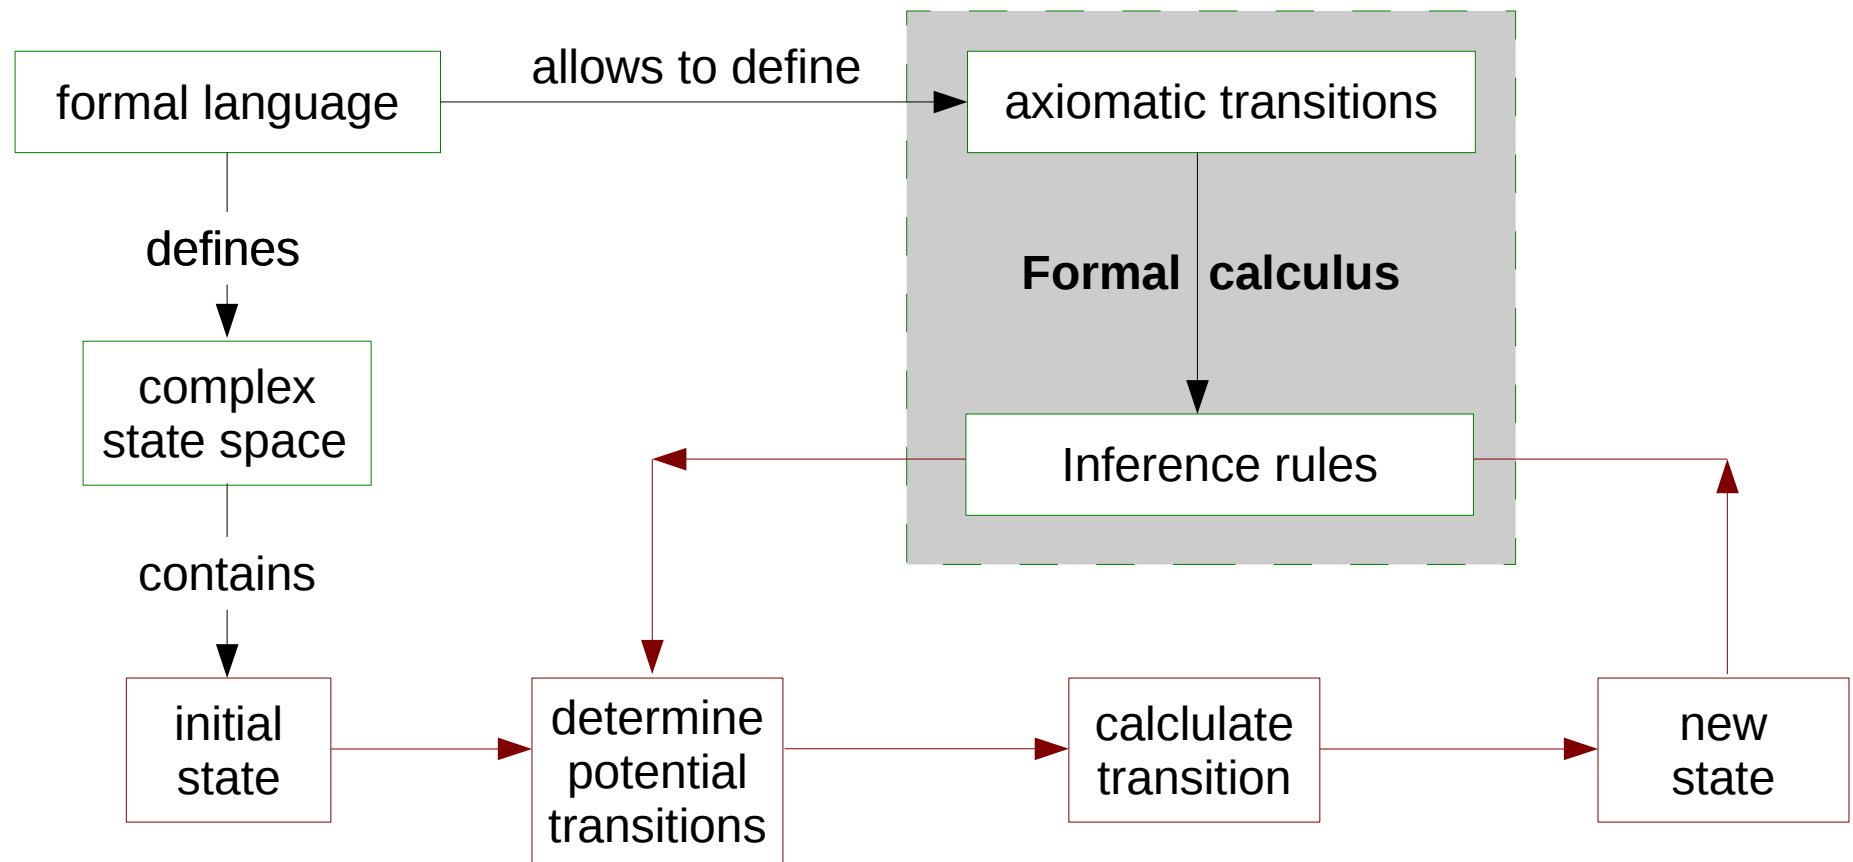 formal language
allows to define
axiomatic transitions
defines
Formal calculus
complex
state space
Inference rules
contains
initial
state
determine
potential
transitions
calclulate
transition
new
state